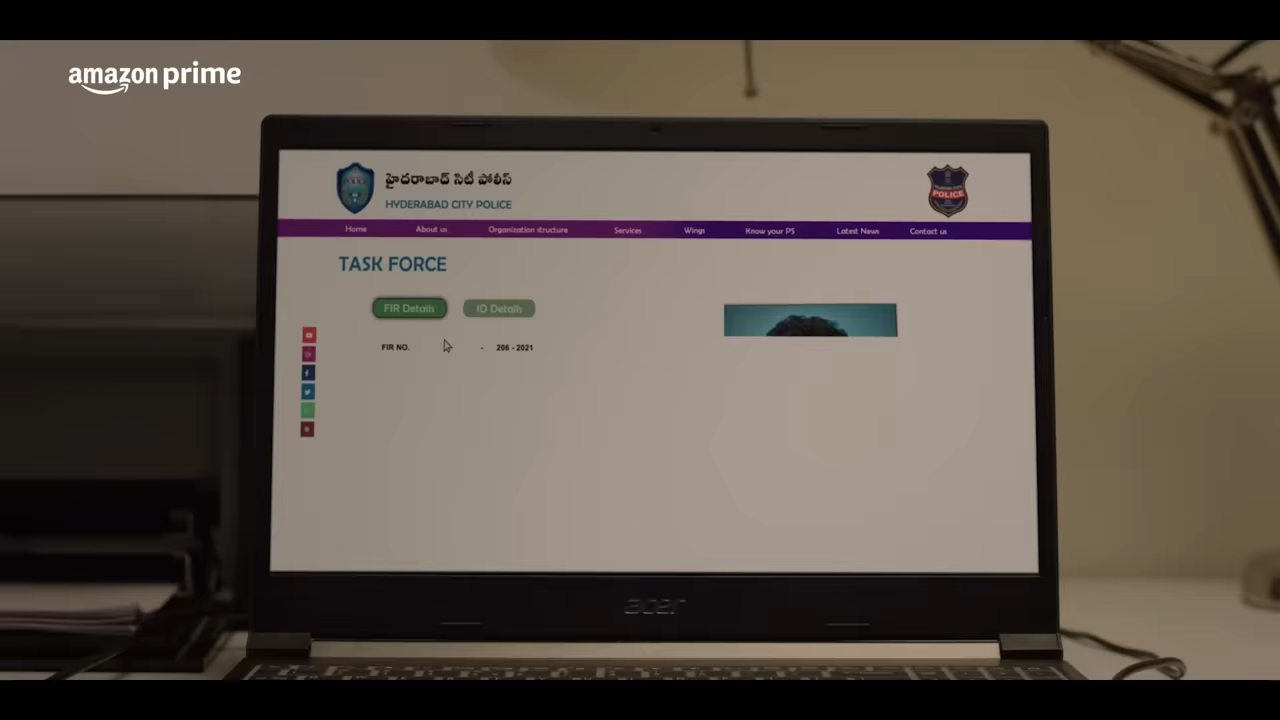 amazon prime
హైదరాబాద్ సిటీ పోలీస్
HYDERABAD CITY POLICE
POLICE
Home About us Organization structure Services Wings Know your PS Latest News Contact us
TASK FORCE
FIR Details IO Details
FIR NO. - 206 - 2021
acer